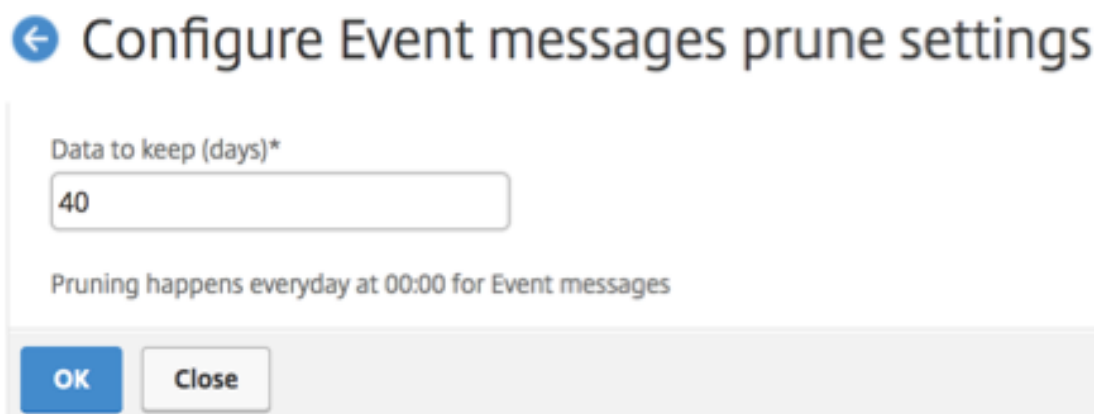 Configure Event messages prune settings
Data to keep (days)*
40
Pruning happens everyday at 00:00 for Event messages
OK Close